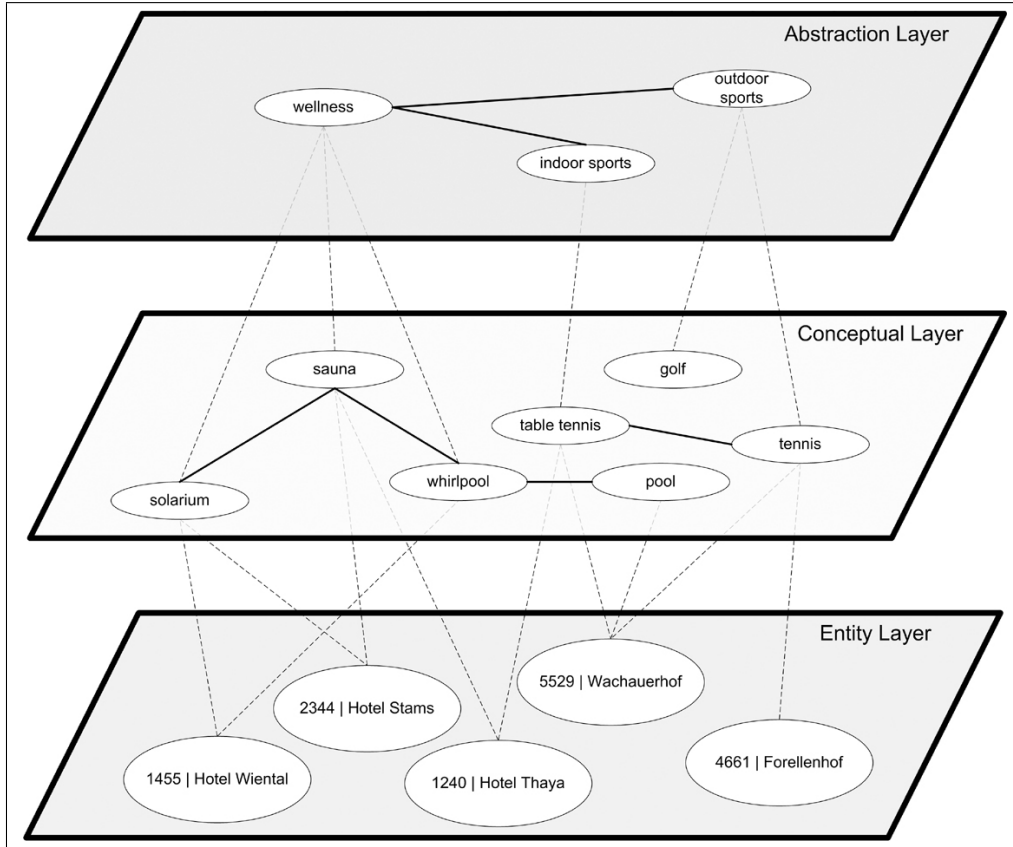 Abstraction Layer
outdoor
sports
wellness
indoor sports
Conceptual Layer
sauna
golf
table tennis
tennis
whirlpool
pool
solarium
Entity Layer
5529 | Wachauerhof
2344 | Hotel Stams
4661 | Forellenhof
1455 | Hotel Wiental
1240 | Hotel Thaya